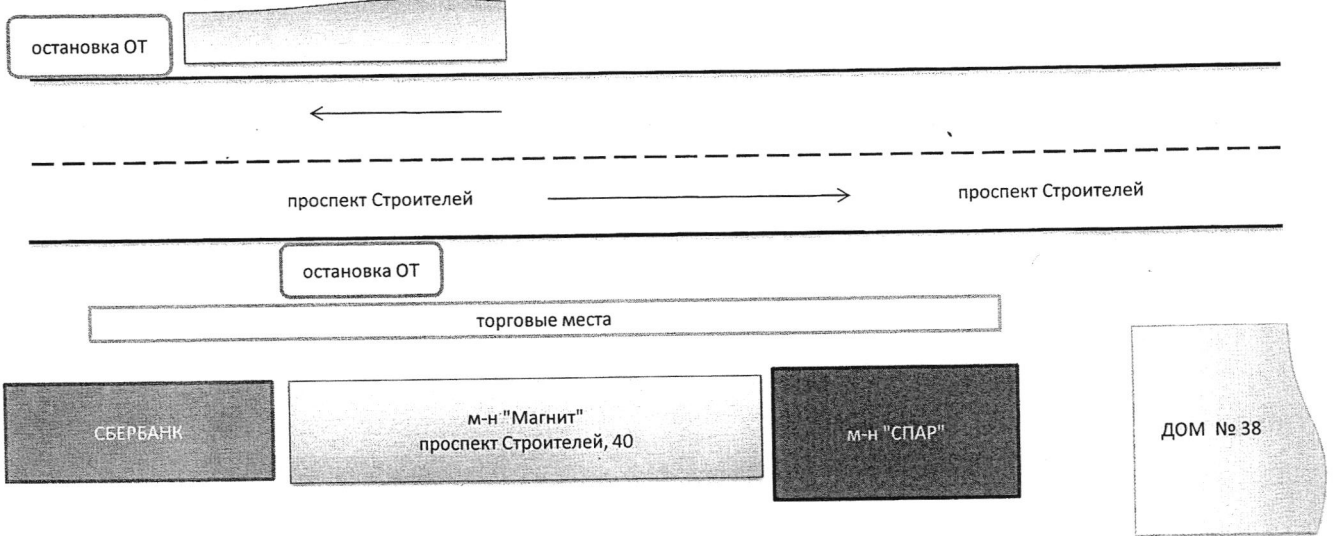 остановка ОТ
проспект Строителей
проспект Строителей
остановка ОТ
торговые места
СБЕРБАНК
м-н "Магнит"
проспект Строителей, 40
м-н "СПАР"
ДОМ № 38